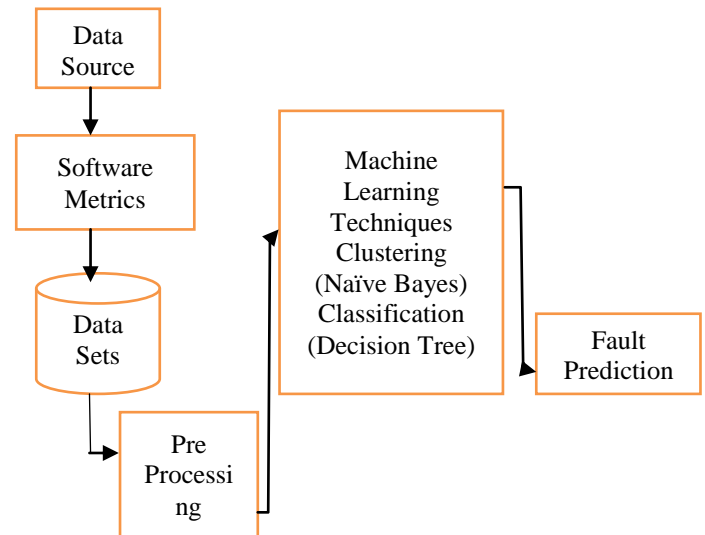 Data
Source
Software
Metrics
Data
Sets
Pre
Processi
ng
Machine
Learning
Techniques
Clustering
(Naïve Bayes)
Classification
(Decision Tree)
Fault
Prediction